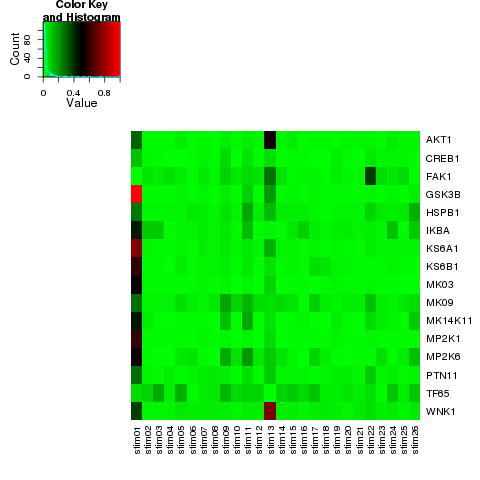 Color Key
and Histogram
Count
0 40 80
0 0.4 0.8
Value
AKT1
CREB1
FAK1
GSK3B
HSPB1
IKBA
KS6A1
KS6B1
MK03
MK09
MK14K11
MP2K1
MP2K6
PTN11
TF65
WNK1
stim01 stim02 stim03 stim04 stim05 stim06 stim07 stim08 stim09 stim10 stim11 stim12 stim13 stim14 stim15 stim16 stim17 stim18 stim19 stim20 stim21 stim22 stim23 stim24 stim25 stim26